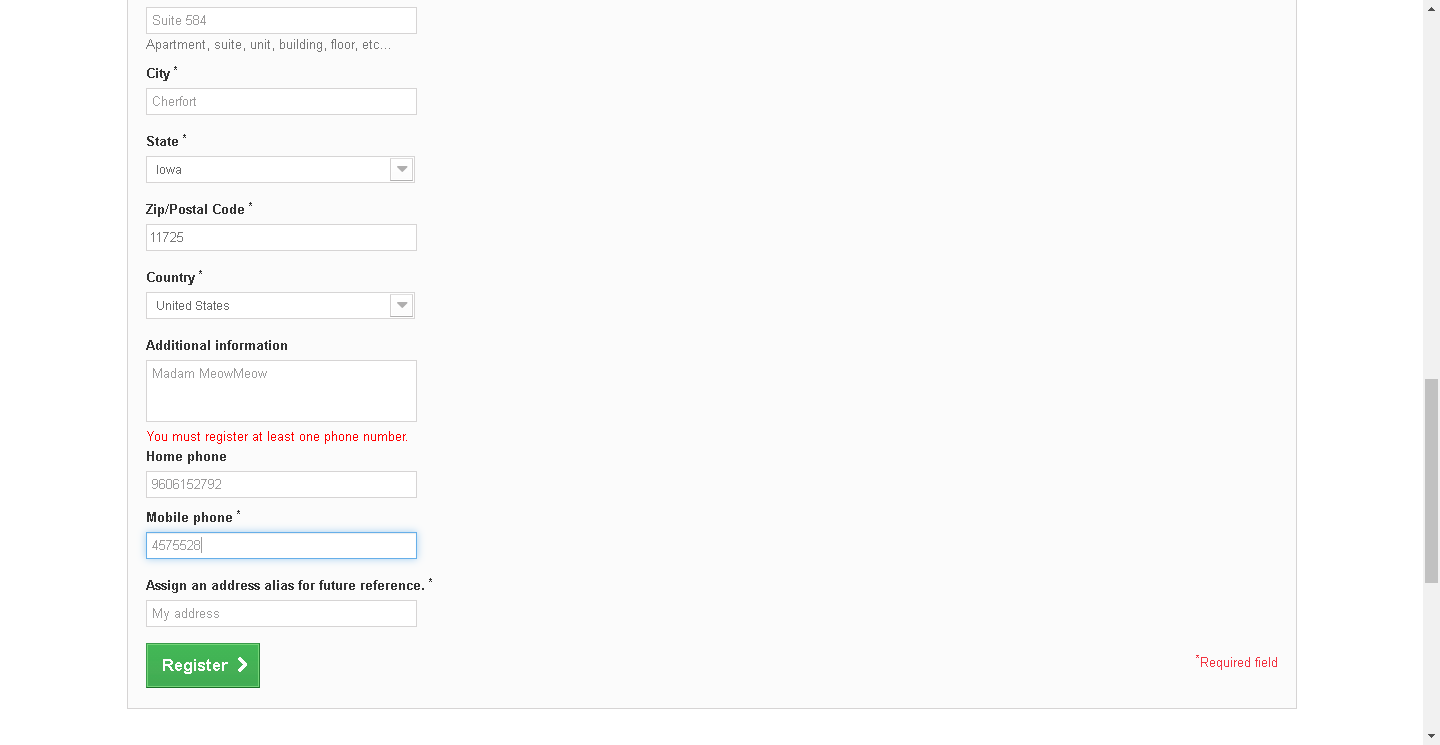 Suite 584
Apartment, suite, unit, building, floor, etc...
City *
Cherfort
State *
Iowa
Zip/Postal Code *
11725
Country *
United States
Additional information
Madam MeowMeow
You must register at least one phone number.
Home phone
9606152792
Mobile phone *
4575528
Assign an address alias for future reference. *
My address
Register
*Required field